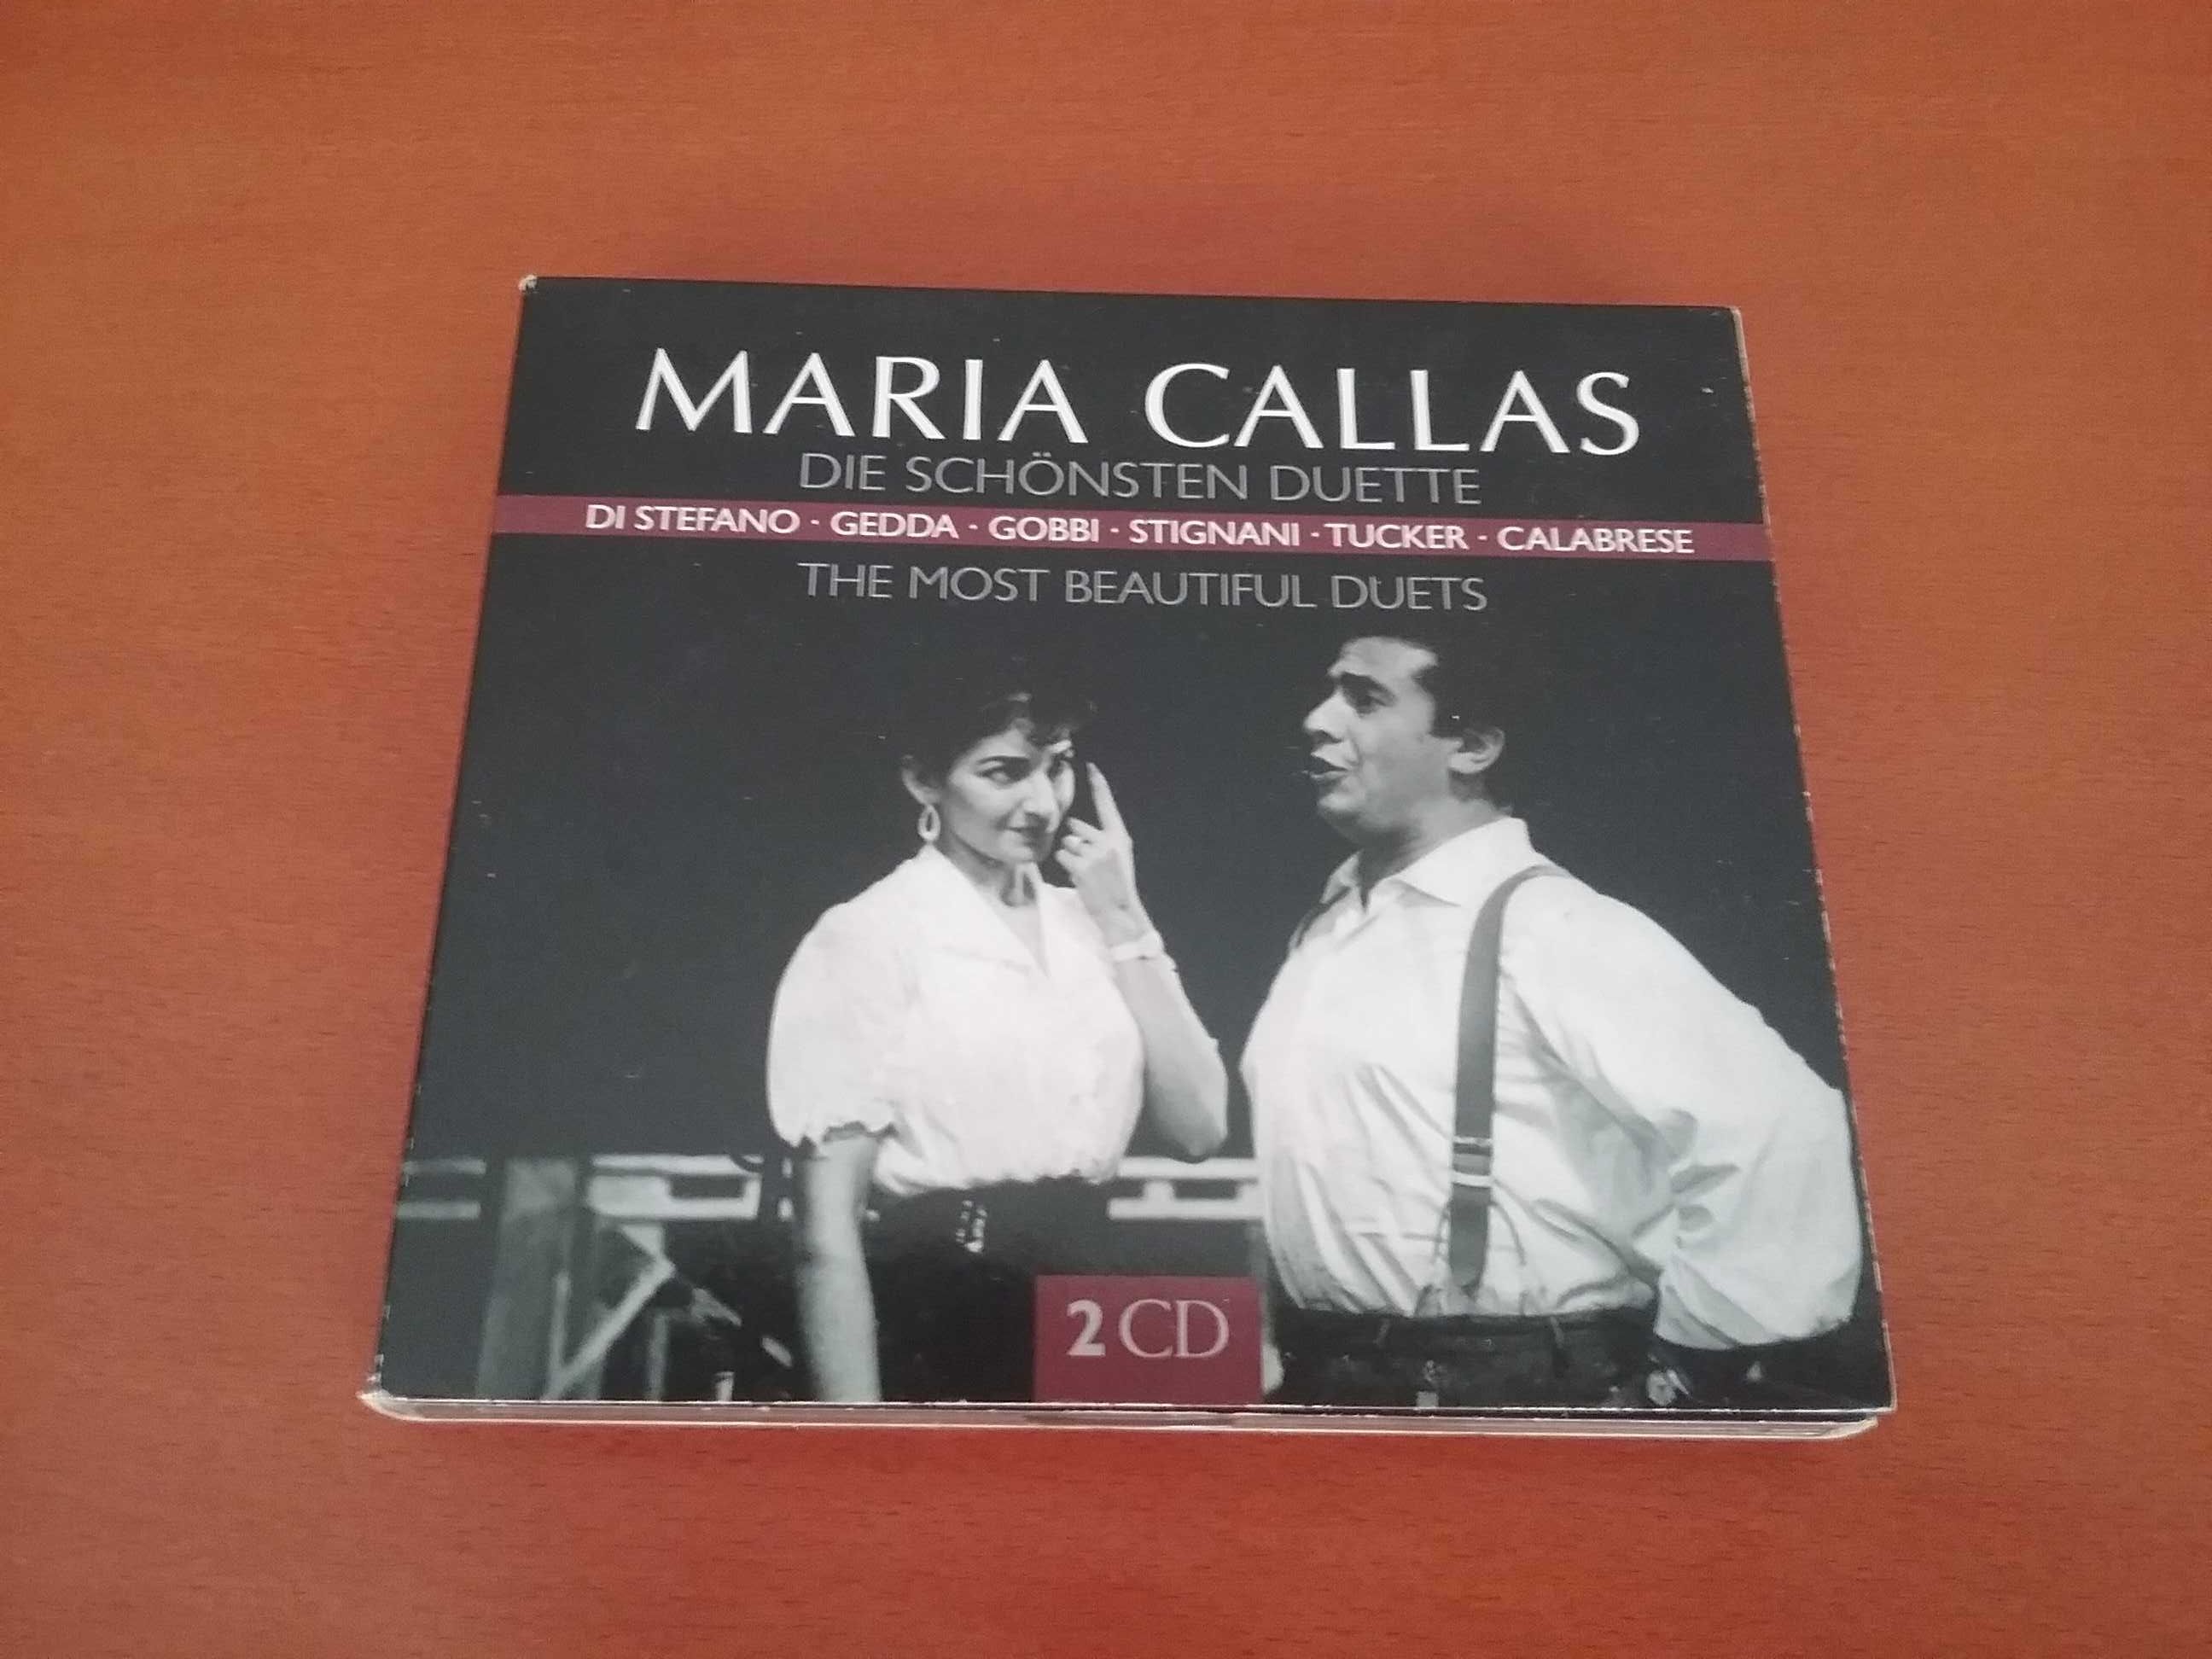 MARIA CALLAS
DIE SCHÖNSTEN DUETTE
DI STEFANO · GEDDA · GOBBI · STIGNANI · TUCKER · CALABRESE
THE MOST BEAUTIFUL DUETS
2 CD